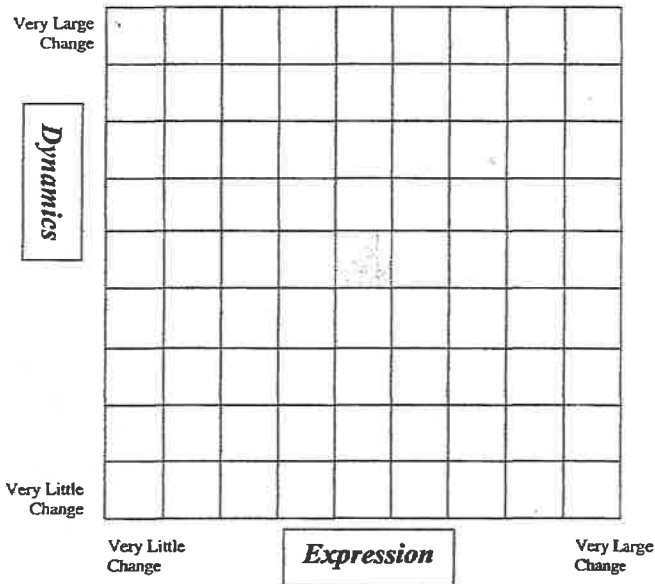 Very Large
Change
Dynamics
Very Little
Change
Very Little
Change
Expression
Very Large
Change